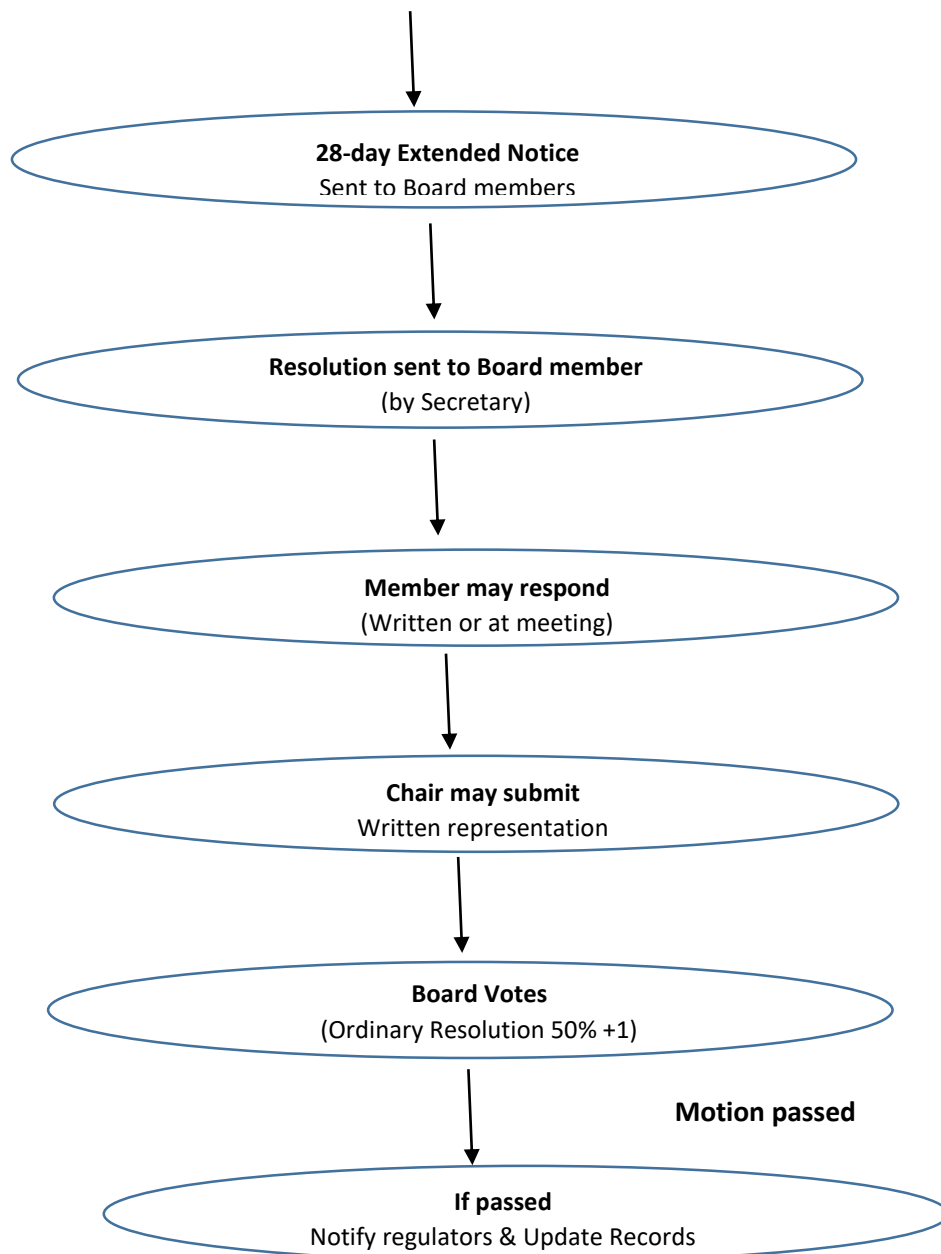 28-day Extended Notice
Sent to Board members
Resolution sent to Board member
(by Secretary)
Member may respond
(Written or at meeting)
Chair may submit
Written representation
Board Votes
(Ordinary Resolution 50% +1)
Motion passed
If passed
Notify regulators & Update Records